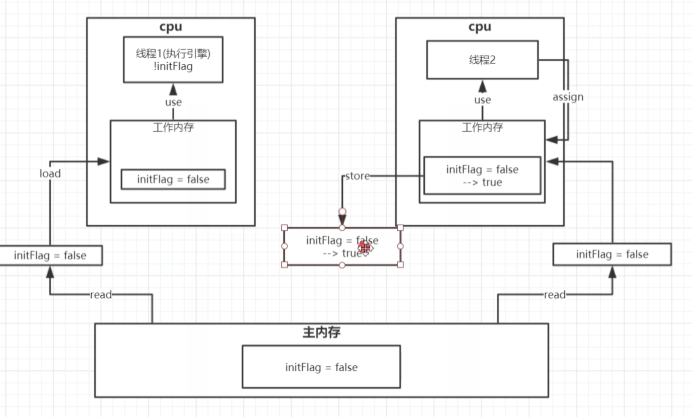 cpu
线程1(执行引擎)
!initFlag
use
工作内存
initFlag = false
load
initFlag = false
read
cpu
线程2
use
assign
工作内存
initFlag = false
--> true
store
initFlag = false
--> true
initFlag = false
read
主内存
initFlag = false